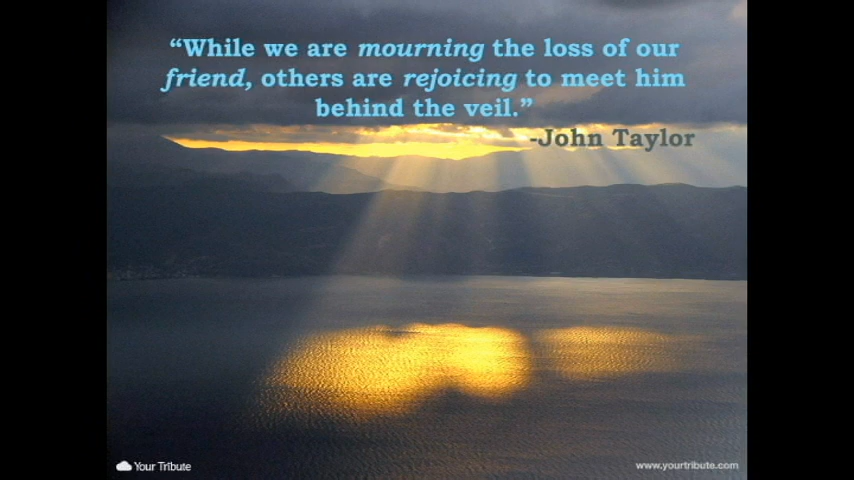 “While we are mourning the loss of our
friend, others are rejoicing to meet him
behind the veil.”
-John Taylor
Your Tribute
www.yourtribute.com